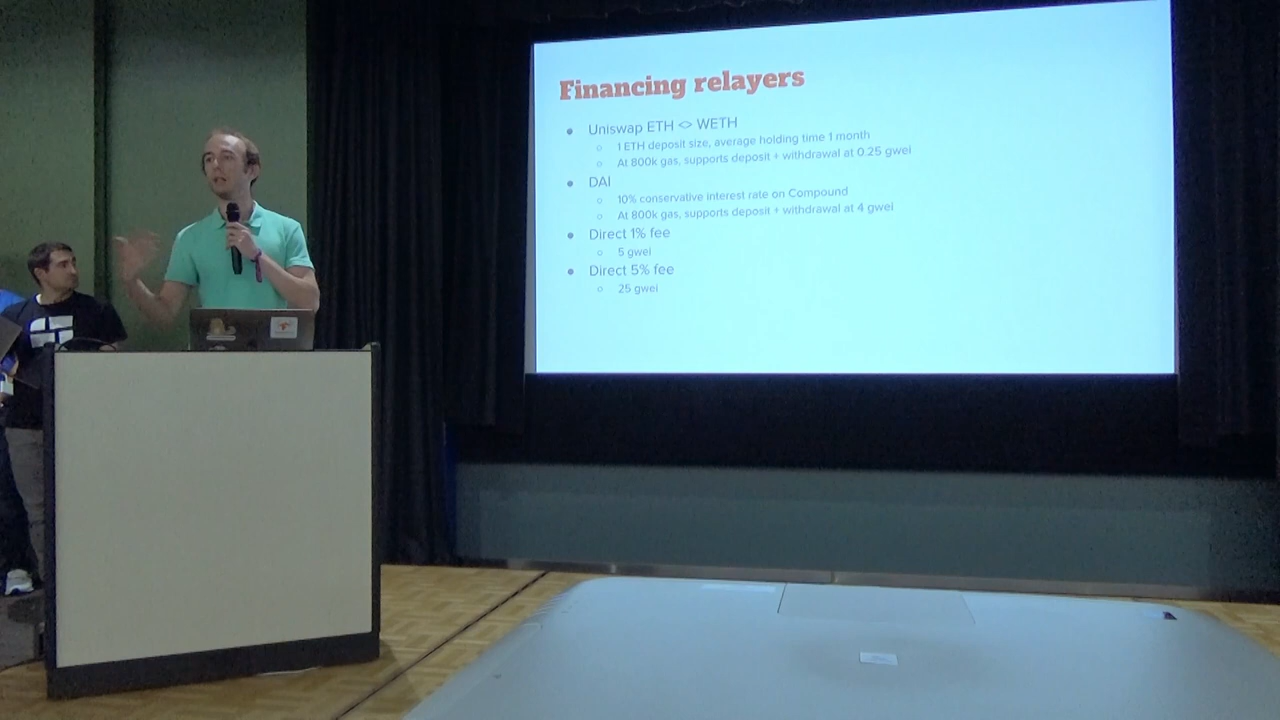 Financing relayers
● Uniswap ETH <> WETH
○ 1 ETH deposit size, average holding time 1 month
○ At 800k gas, supports deposit + withdrawal at 0.25 gwei
● DAI
○ 10% conservative interest rate on Compound
○ At 800k gas, supports deposit + withdrawal at 4 gwei
● Direct 1% fee
○ 5 gwei
● Direct 5% fee
○ 25 gwei